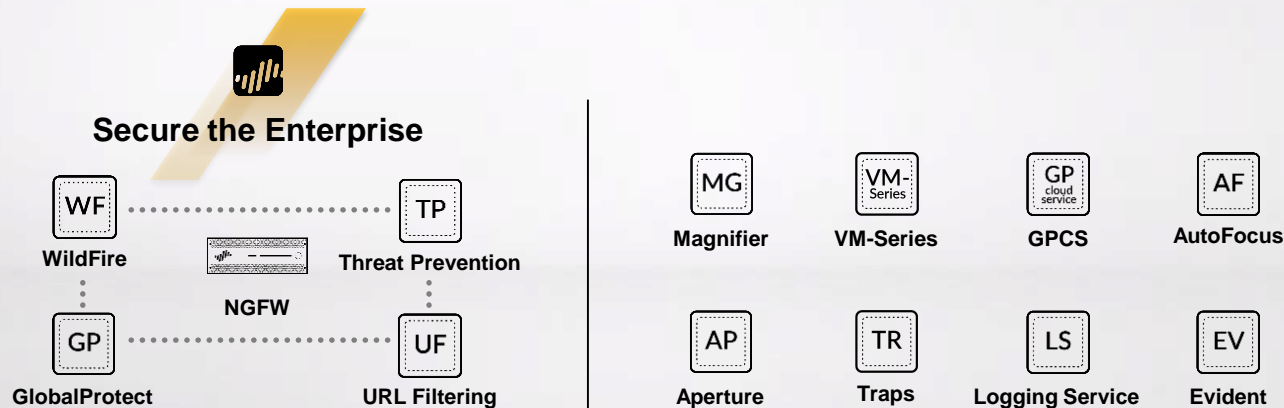 Secure the Enterprise
WF
WildFire
TP
Threat Prevention
NGFW
GP
GlobalProtect
UF
URL Filtering
MG
Magnifier
VM-
Series
VM-Series
GP
cloud
service
GPCS
AF
AutoFocus
AP
Aperture
TR
Traps
LS
Logging Service
EV
Evident